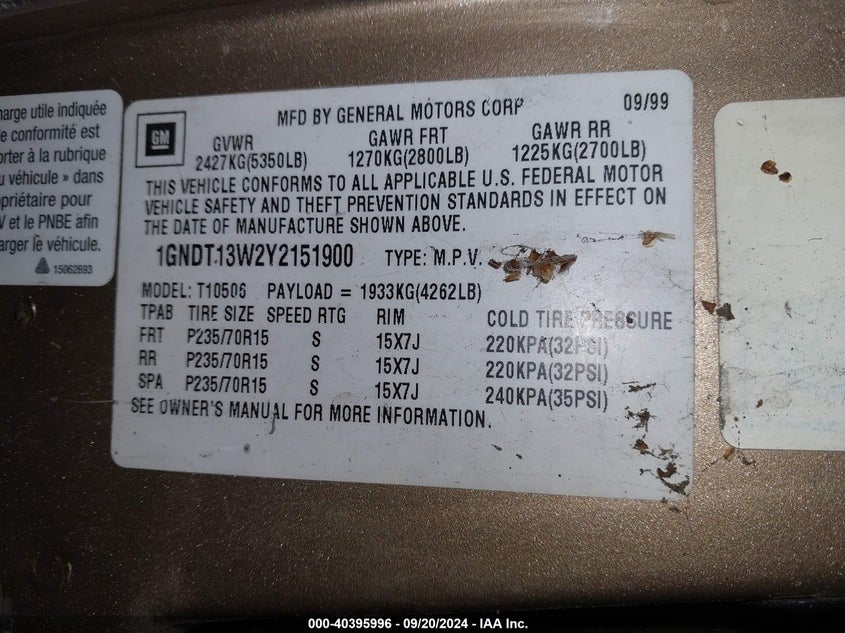 harge utile indiquée
e conformité est
orter à la rubrique
u véhicule » dans
opriétaire pour
V et le PNBE afin
arger le véhicule.
15062693
GM
MFD BY GENERAL MOTORS CORP 09/99
GVWR GAWR FRT GAWR RR
2427KG(5350LB) 1270KG(2800LB) 1225KG(2700LB)
THIS VEHICLE CONFORMS TO ALL APPLICABLE U.S. FEDERAL MOTOR
VEHICLE SAFETY AND THEFT PREVENTION STANDARDS IN EFFECT ON
THE DATE OF MANUFACTURE SHOWN ABOVE.
1GNDT13W2Y2151900 TYPE: M.P.V.
MODEL: T10506 PAYLOAD = 1933KG(4262LB)
TPAB TIRE SIZE SPEED RTG RIM COLD TIRE PRESSURE
FRT P235/70R15 S 15X7J 220KPA(32PSI)
RR P235/70R15 S 15X7J 220KPA(32PSI)
SPA P235/70R15 S 15X7J 240KPA(35PSI)
SEE OWNER'S MANUAL FOR MORE INFORMATION.
000-40395996 - 09/20/2024 - IAA Inc.